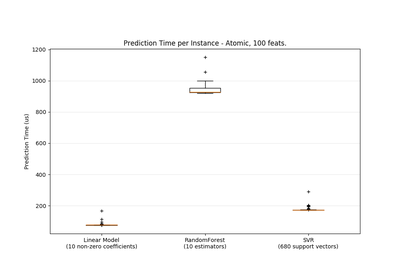 Prediction Time per Instance - Atomic, 100 feats.
1200
1000
800
600
400
200
Prediction Time (us)
Linear Model
(10 non-zero coefficients)
RandomForest
(10 estimators)
SVR
(680 support vectors)